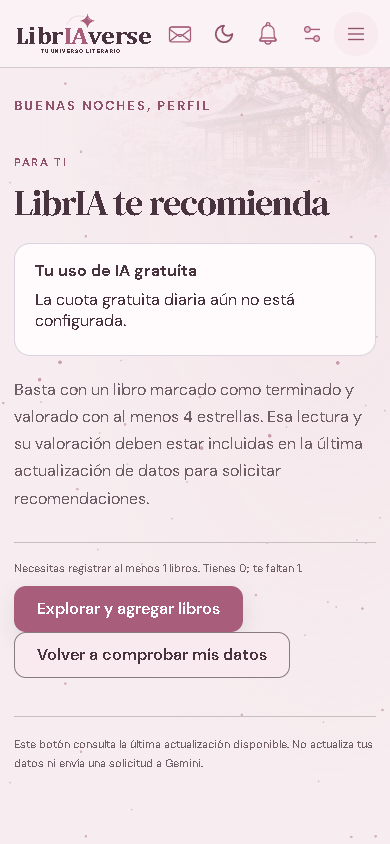 LibrIAverse
TU UNIVERSO LITERARIO
BUENAS NOCHES, PERFIL
PARA TI
LibrIA te recomienda
Tu uso de IA gratuita
La cuota gratuita diaria aún no está
configurada.
Basta con un libro marcado como terminado y
valorado con al menos 4 estrellas. Esa lectura y
su valoración deben estar incluidas en la última
actualización de datos para solicitar
recomendaciones.
Necesitas registrar al menos 1 libros. Tienes 0; te faltan 1.
Explorar y agregar libros
Volver a comprobar mis datos
Este botón consulta la última actualización disponible. No actualiza tus
datos ni envía una solicitud a Gemini.